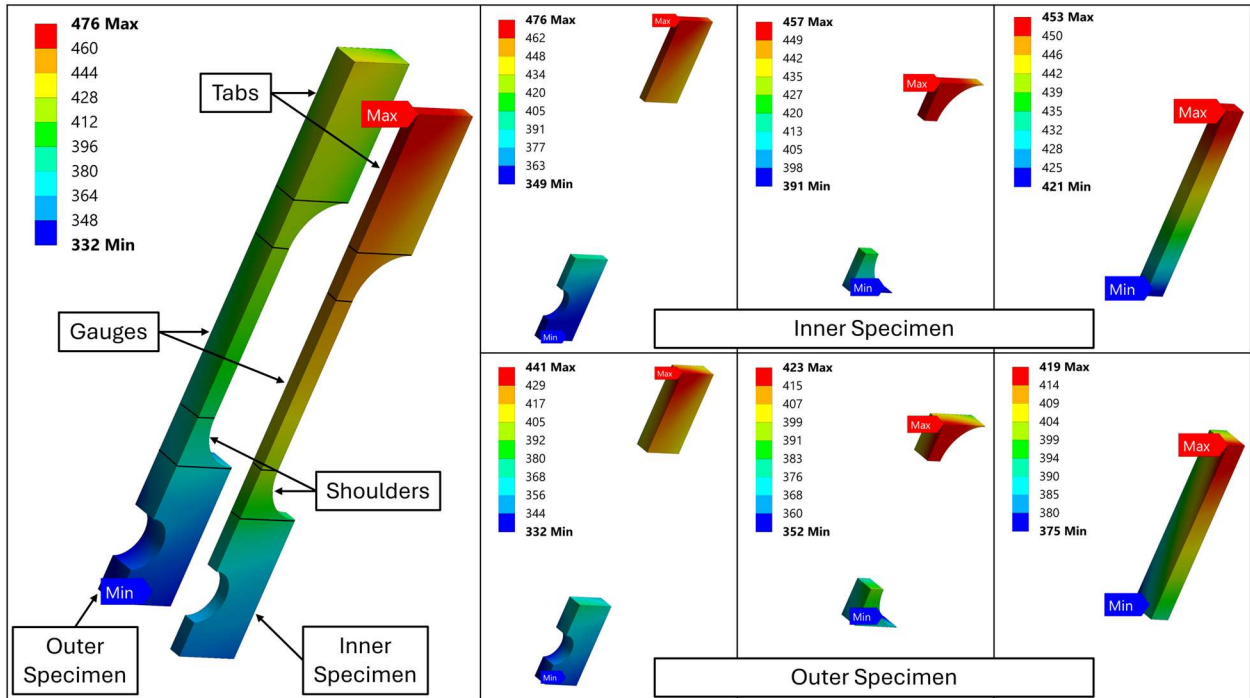 476 Max
460
444
428
412
396
380
364
348
332 Min
Tabs
Max
Gauges
Shoulders
Min
Outer
Specimen
Inner
Specimen
476 Max
462
448
434
420
405
391
377
363
349 Min
Max
Min
457 Max
449
442
435
427
420
413
405
398
391 Min
Max
Min
453 Max
450
446
442
439
435
432
428
425
421 Min
Max
Min
Inner Specimen
441 Max
429
417
405
392
380
368
356
344
332 Min
Max
Min
423 Max
415
407
399
391
383
376
368
360
352 Min
Max
Min
419 Max
414
409
404
399
394
390
385
380
375 Min
Max
Min
Outer Specimen